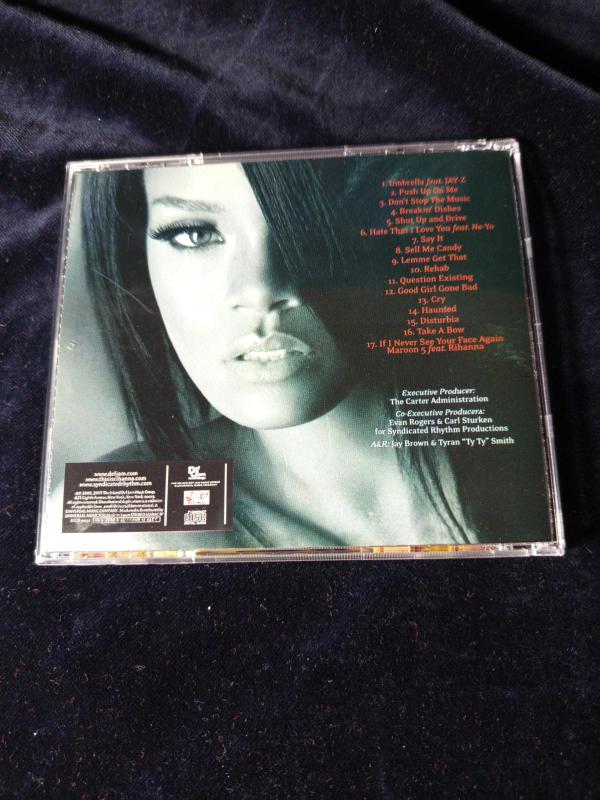 1. Umbrella feat. JAY-Z
2. Push Up On Me
3. Don't Stop The Music
4. Breakin' Dishes
5. Shut Up and Drive
6. Hate That I Love You feat. Ne-Yo
7. Say It
8. Sell Me Candy
9. Lemme Get That
10. Rehab
11. Question Existing
12. Good Girl Gone Bad
13. Cry
14. Haunted
15. Disturbia
16. Take A Bow
17. If I Never See Your Face Again
Maroon 5 feat. Rihanna
Executive Producer:
The Carter Administration
Co-Executive Producers:
Evan Rogers & Carl Sturken
for Syndicated Rhythm Productions
A&R: Jay Brown & Tyran "Ty Ty" Smith
www.defjam.com
www.thisisrihanna.com
www.syndicatedrhythm.com
Def Jam